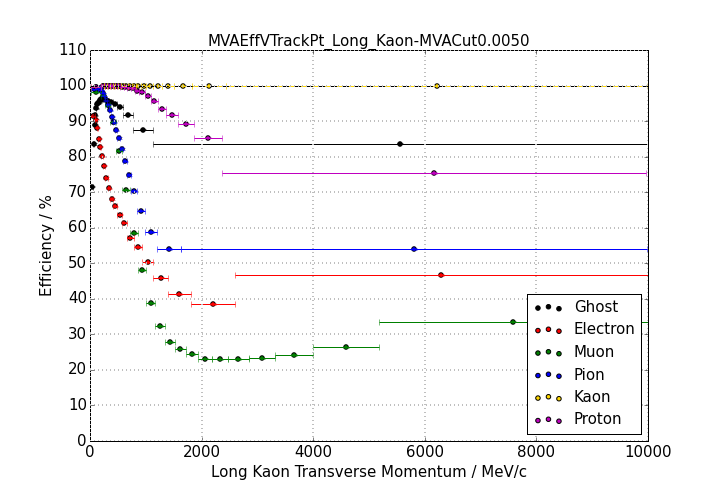 MVAEffVTrackPt_Long_Kaon-MVACut0.0050
110
100
90
80
70
60
50
40
30
20
10
0
Efficiency / %
0 2000 4000 6000 8000 10000
Long Kaon Transverse Momentum / MeV/c
Ghost
Electron
Muon
Pion
Kaon
Proton